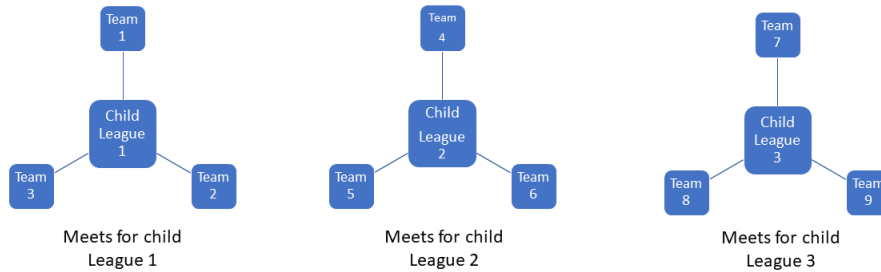 Team
1
Child
League
1
Team
3
Team
2
Meets for child
League 1
Team
4
Child
League
2
Team
5
Team
6
Meets for child
League 2
Team
7
Child
League
3
Team
8
Team
9
Meets for child
League 3